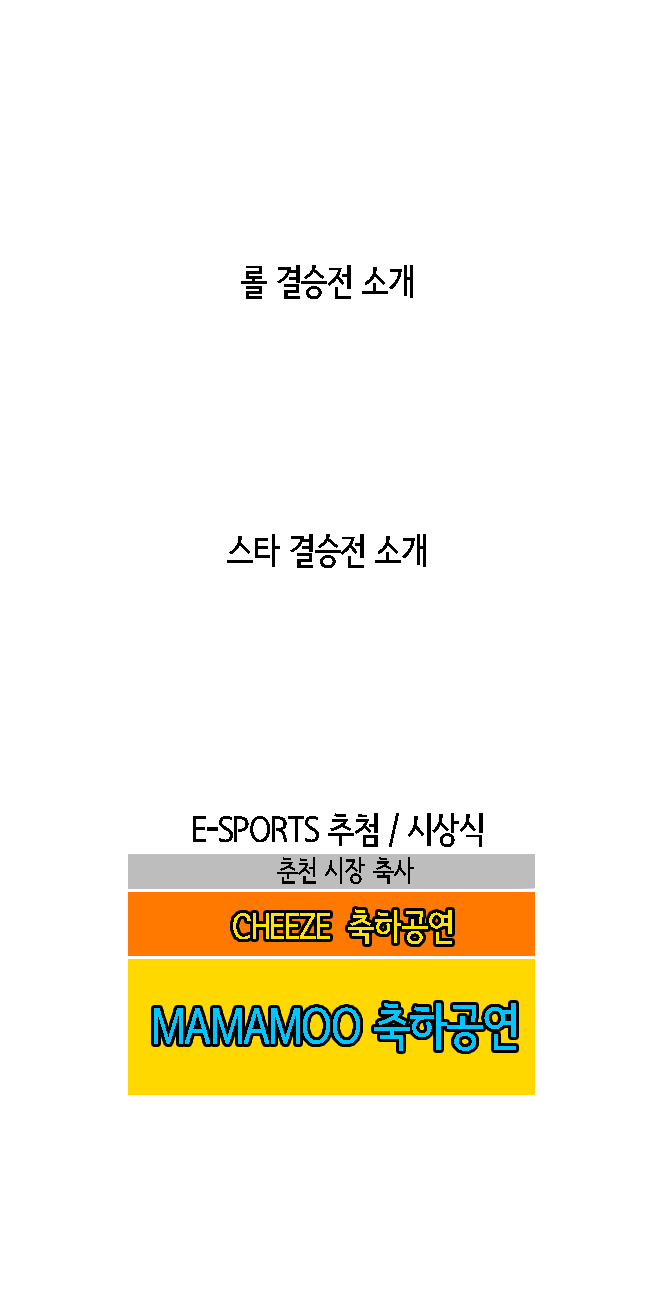 롤 결승전 소개
스타 결승전 소개
E-SPORTS 추첨 / 시상식
춘천 시장 축사
CHEEZE 축하공연
MAMAMOO 축하공연